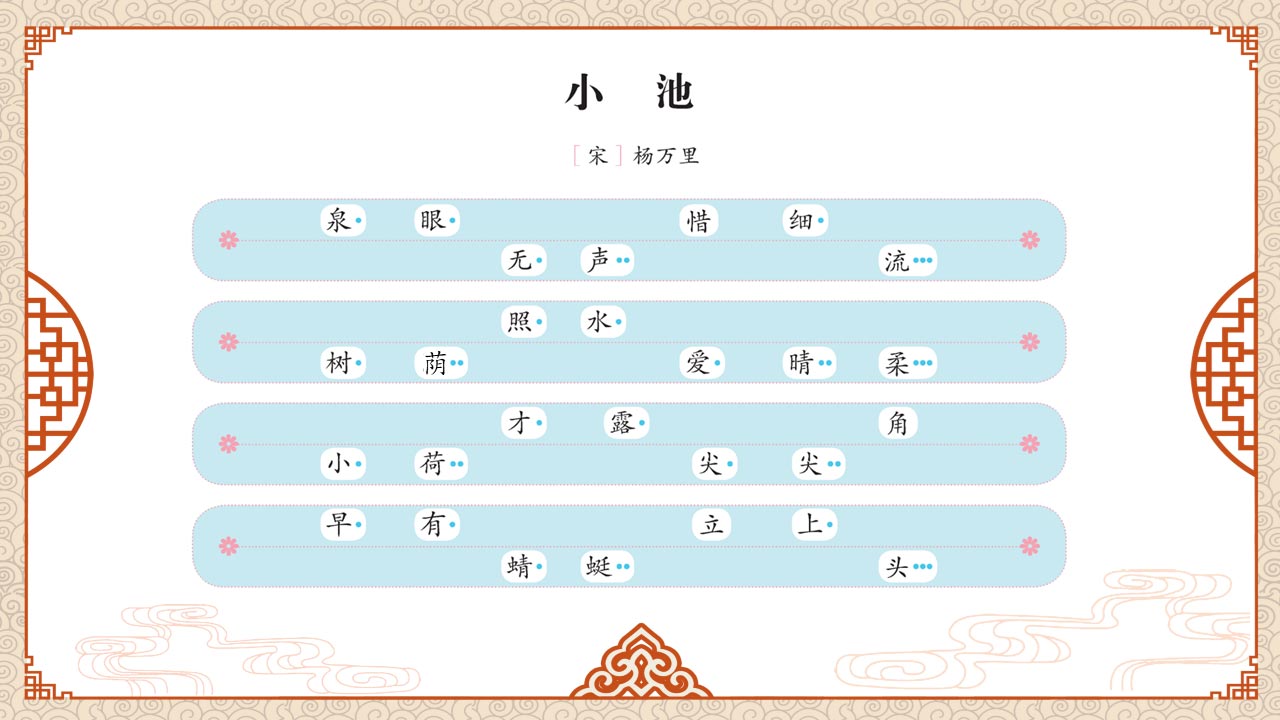 小 池
[宋]杨万里
泉眼无声惜细流
树荫照水爱晴柔
小荷才露尖尖角
早有蜻蜓立上头